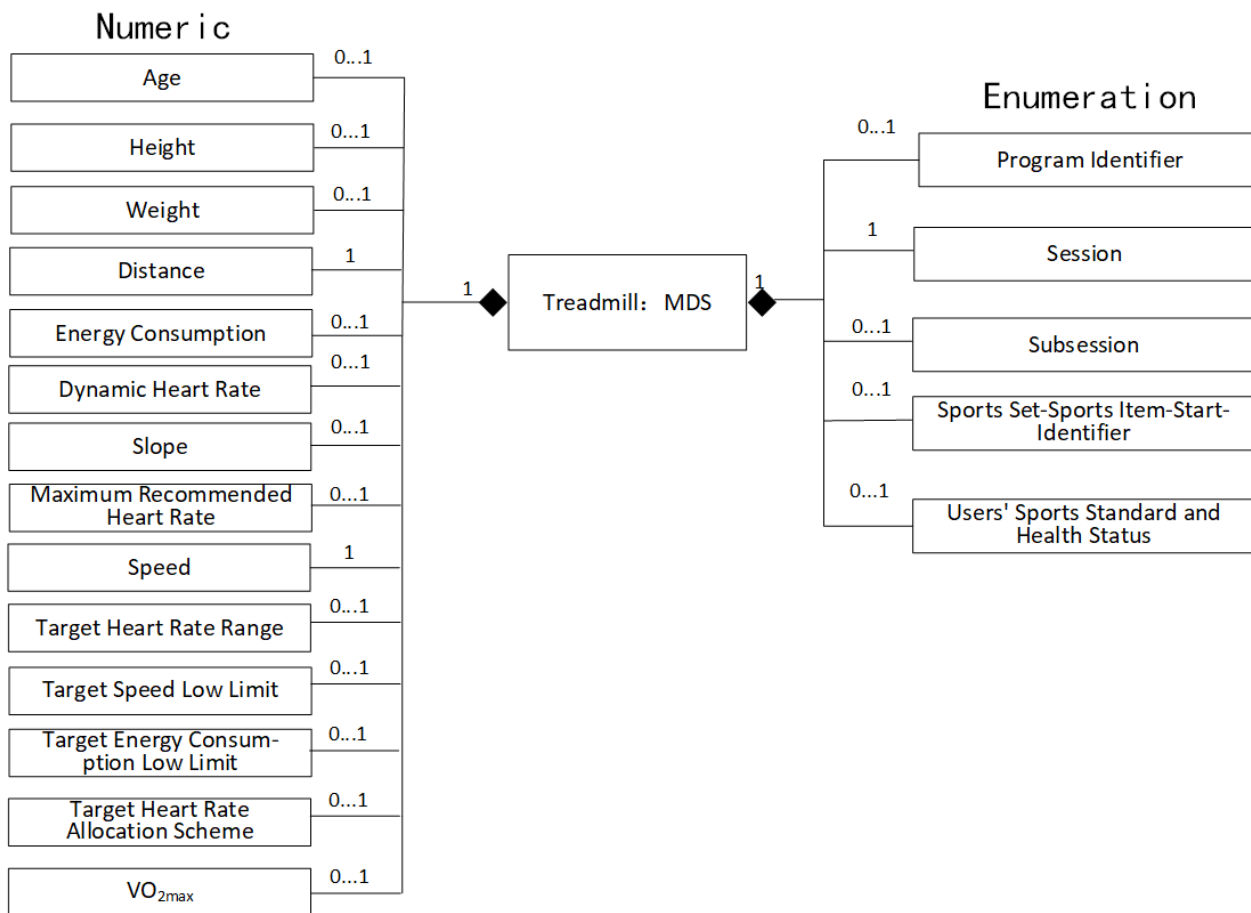 Numeric
0...1
Age
0...1
Height
0...1
Weight
1
Distance
0...1
Energy Consumption
0...1
Dynamic Heart Rate
0...1
Slope
0...1
Maximum Recommended
Heart Rate
1
Speed
0...1
Target Heart Rate Range
0...1
Target Speed Low Limit
0...1
Target Energy Consum-
ption Low Limit
0...1
Target Heart Rate
Allocation Scheme
0...1
VO2max
1
Treadmill: MDS
1
Enumeration
0...1
Program Identifier
1
Session
0...1
Subsession
0...1
Sports Set-Sports Item-Start-
Identifier
0...1
Users' Sports Standard and
Health Status